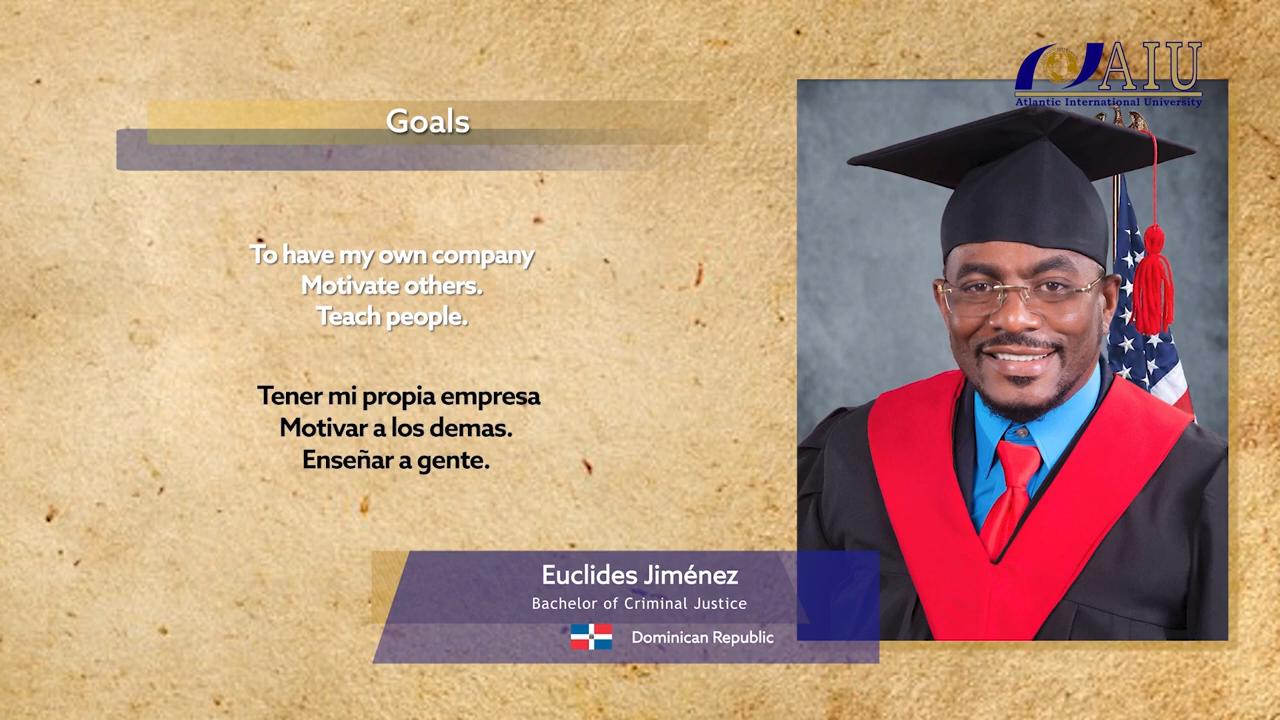 AIU
Atlantic International University
Goals
To have my own company
Motivate others.
Teach people.
Tener mi propia empresa
Motivar a los demas.
Enseñar a gente.
Euclides Jiménez
Bachelor of Criminal Justice
Dominican Republic